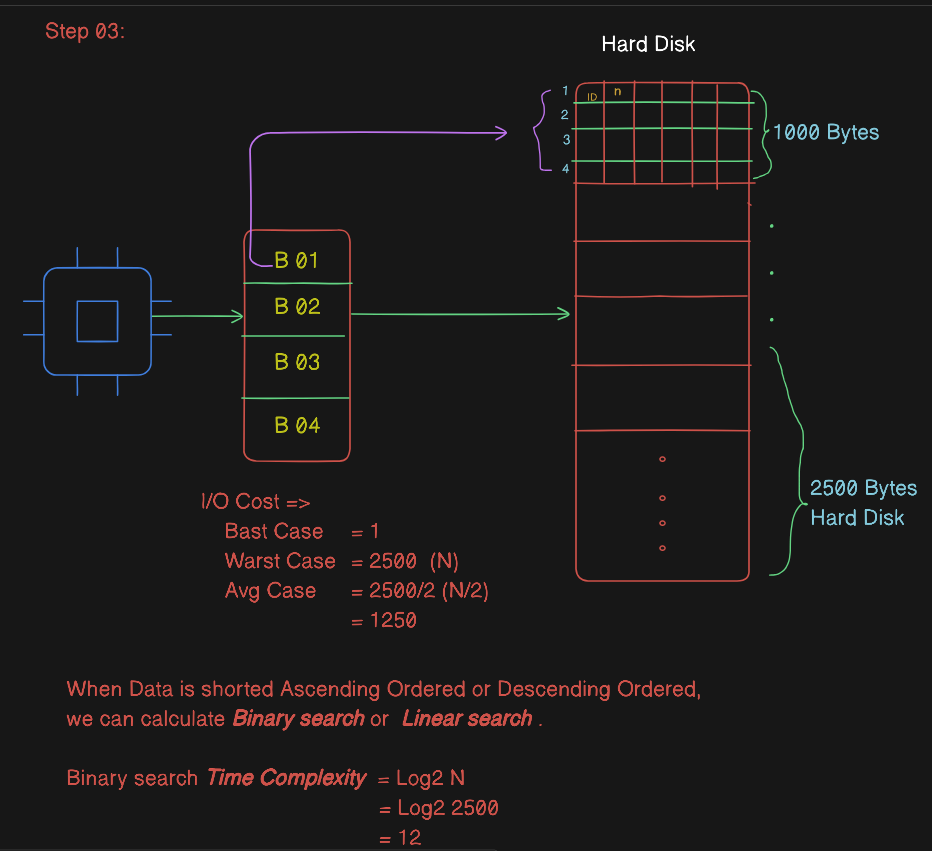 Step 03:
Hard Disk
1
ID
n
2
3
4
1000 Bytes
B 01
B 02
B 03
B 04
2500 Bytes
Hard Disk
I/O Cost =>
Bast Case = 1
Warst Case = 2500 (N)
Avg Case = 2500/2 (N/2)
= 1250
When Data is shorted Ascending Ordered or Descending Ordered,
we can calculate Binary search or Linear search .
Binary search Time Complexity = Log2 N
= Log2 2500
= 12